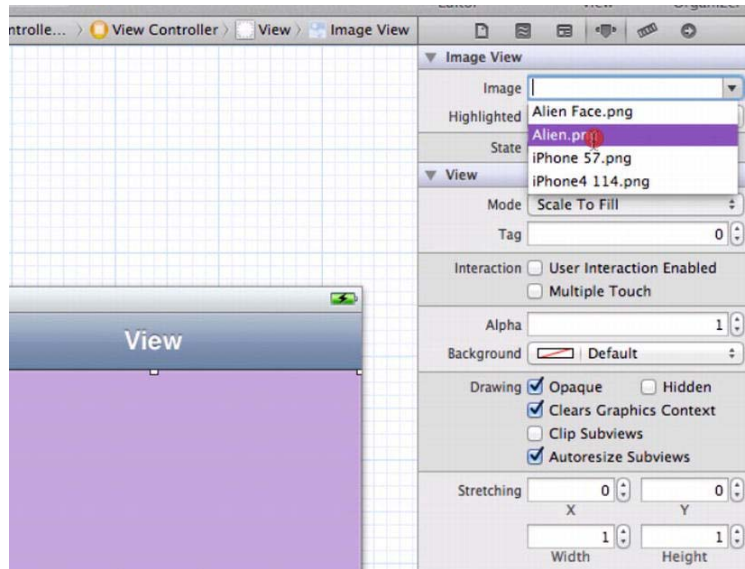 Editor View Organizer
ntrolle... View Controller View Image View
Image View
Image
Alien Face.png
Highlighted
Alien.png
State
iPhone 57.png
iPhone4 114.png
View
Mode Scale To Fill
Tag 0
Interaction User Interaction Enabled
Multiple Touch
Alpha 1
View
Background Default
Drawing Opaque Hidden
Clears Graphics Context
Clip Subviews
Autoresize Subviews
Stretching 0 0
X Y
1 1
Width Height